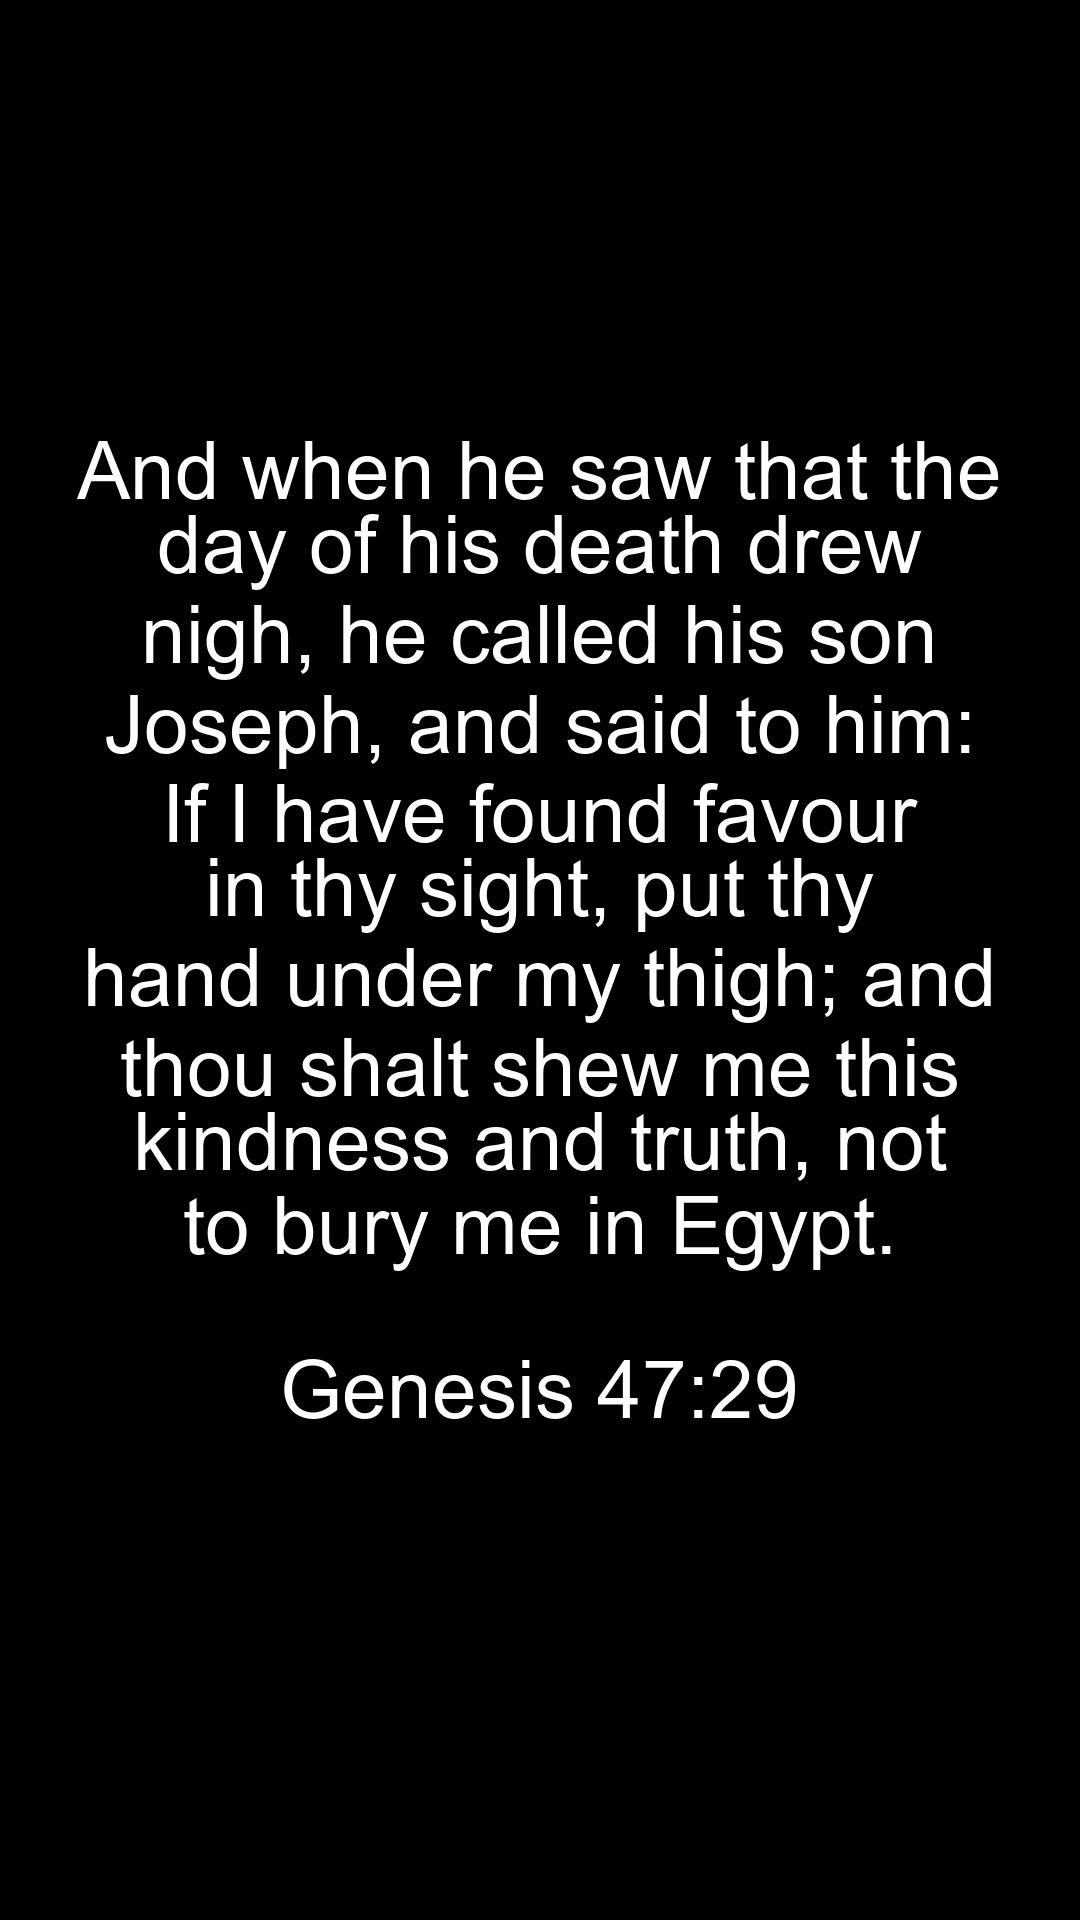 And when he saw that the
day of his death drew
nigh, he called his son
Joseph, and said to him:
If I have found favour
in thy sight, put thy
hand under my thigh; and
thou shalt shew me this
kindness and truth, not
to bury me in Egypt.
Genesis 47:29